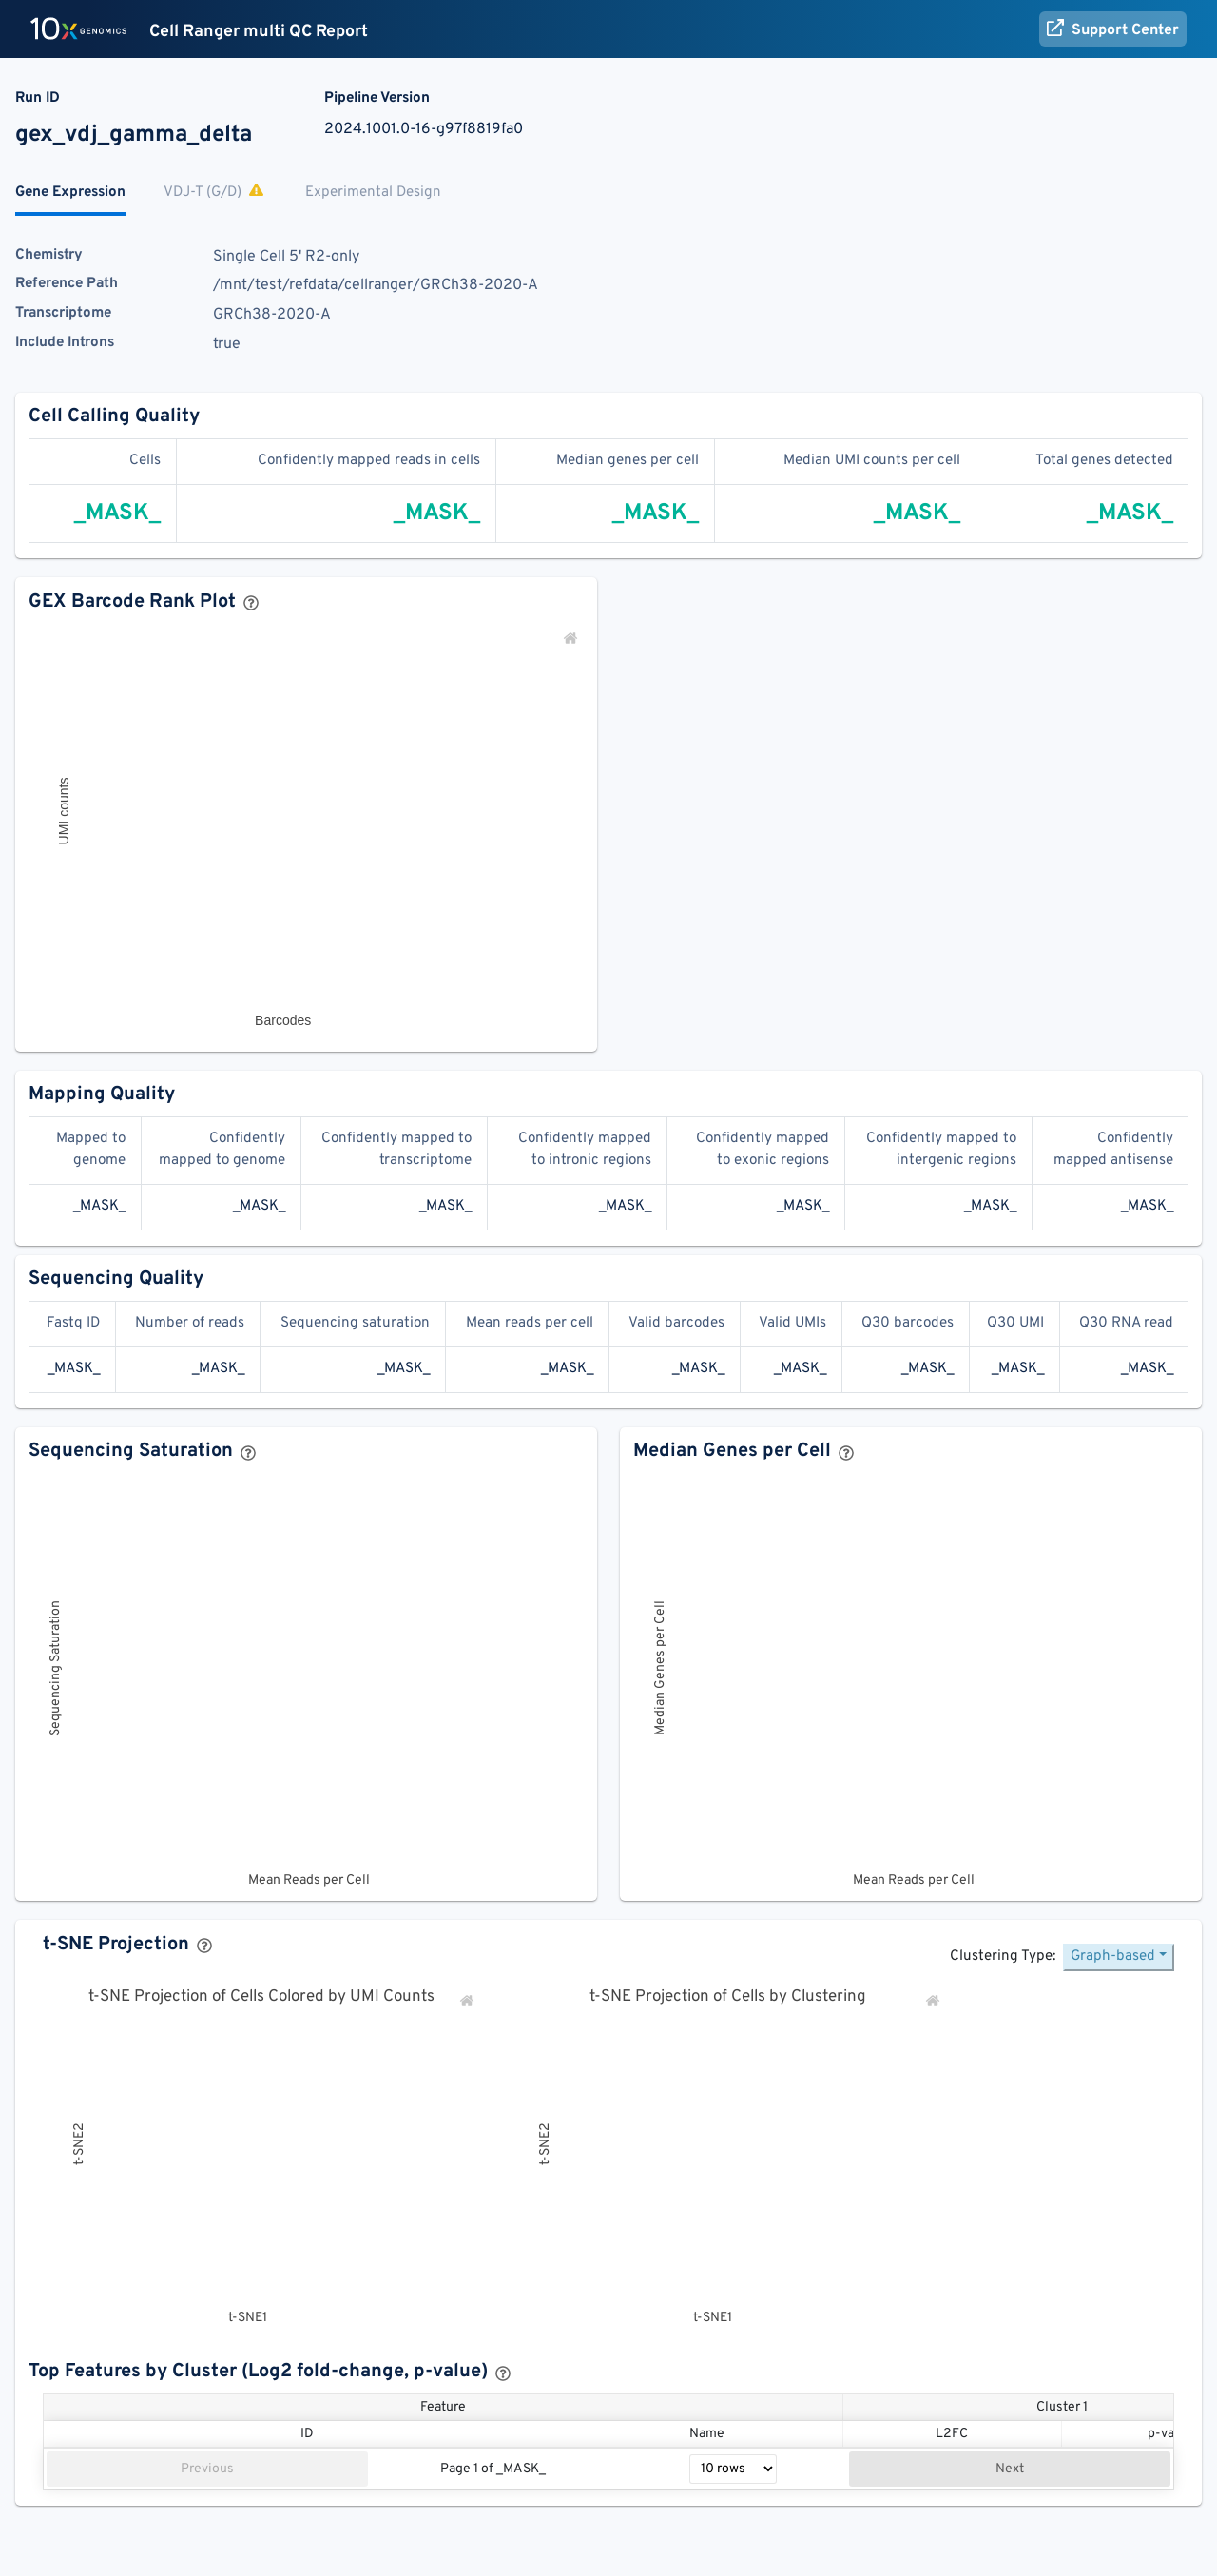 10x GENOMICS Cell Ranger multi QC Report Support Center
Run ID Pipeline Version
gex_vdj_gamma_delta 2024.1001.0-16-g97f8819fa0
Gene Expression VDJ-T (G/D) Experimental Design
Chemistry Single Cell 5' R2-only
Reference Path /mnt/test/refdata/cellranger/GRCh38-2020-A
Transcriptome GRCh38-2020-A
Include Introns true
Cell Calling Quality
Cells Confidently mapped reads in cells Median genes per cell Median UMI counts per cell Total genes detected
_MASK_ _MASK_ _MASK_ _MASK_ _MASK_
GEX Barcode Rank Plot
UMI counts
Barcodes
Mapping Quality
Mapped to Confidently Confidently mapped to Confidently mapped Confidently mapped Confidently mapped to Confidently
genome mapped to genome transcriptome to intronic regions to exonic regions intergenic regions mapped antisense
_MASK_ _MASK_ _MASK_ _MASK_ _MASK_ _MASK_ _MASK_
Sequencing Quality
Fastq ID Number of reads Sequencing saturation Mean reads per cell Valid barcodes Valid UMIs Q30 barcodes Q30 UMI Q30 RNA read
_MASK_ _MASK_ _MASK_ _MASK_ _MASK_ _MASK_ _MASK_ _MASK_ _MASK_
Sequencing Saturation Median Genes per Cell
Sequencing Saturation Median Genes per Cell
Mean Reads per Cell Mean Reads per Cell
t-SNE Projection
Clustering Type: Graph-based
t-SNE Projection of Cells Colored by UMI Counts t-SNE Projection of Cells by Clustering
t-SNE2 t-SNE2
t-SNE1 t-SNE1
Top Features by Cluster (Log2 fold-change, p-value)
Feature Cluster 1
ID Name L2FC p-va
Previous Page 1 of _MASK_ 10 rows Next